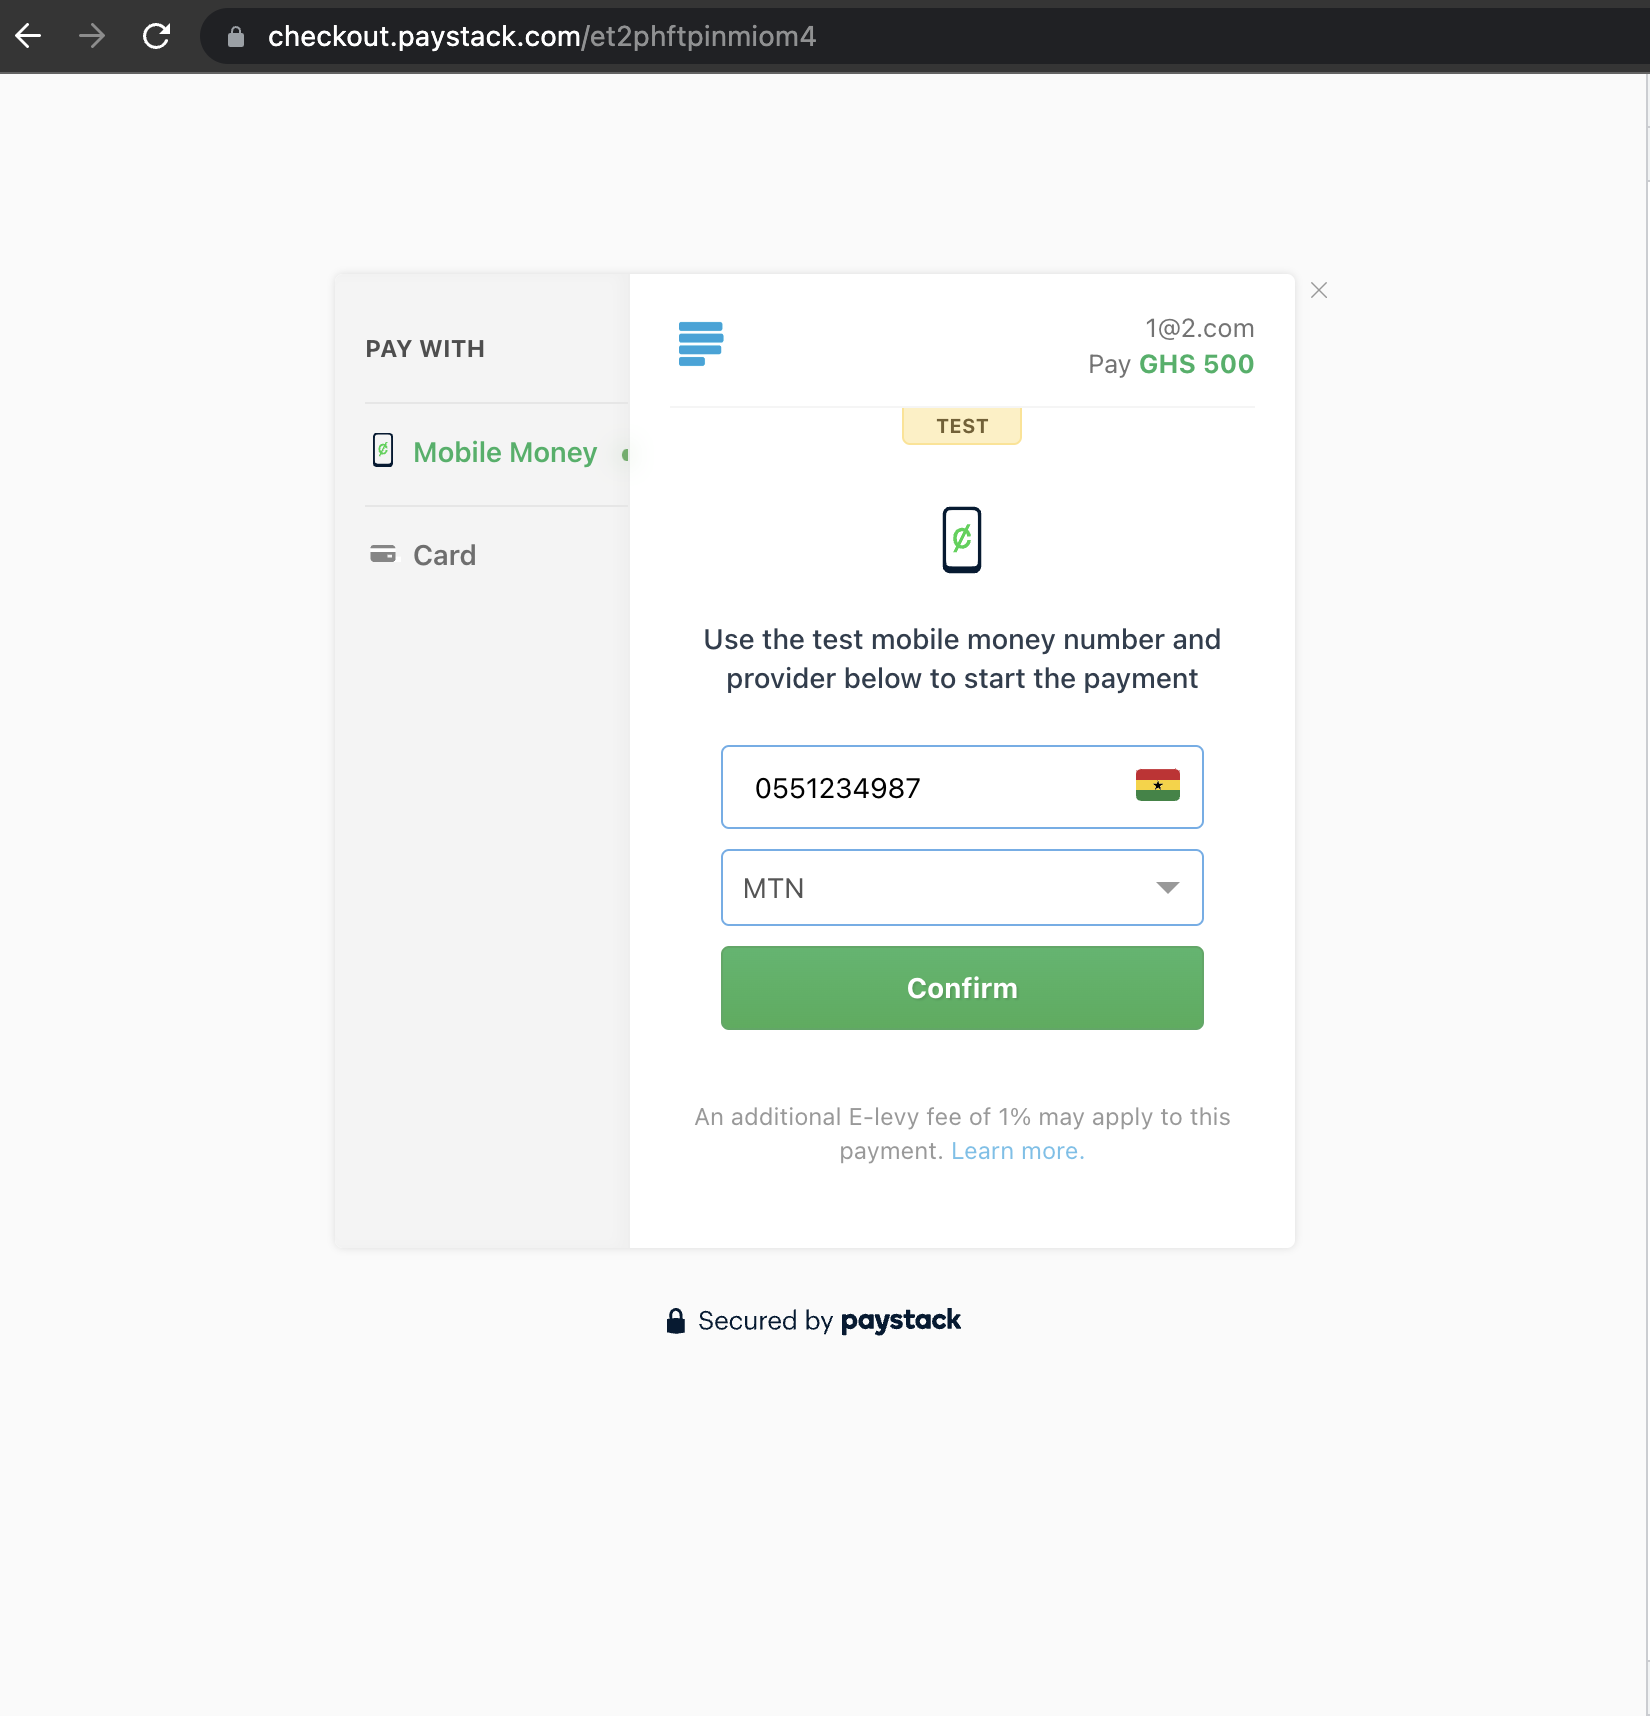 checkout.paystack.com/et2phftpinmiom4
PAY WITH
Mobile Money
Card
1@2.com
Pay GHS 500
TEST
Use the test mobile money number and
provider below to start the payment
0551234987
MTN
Confirm
An additional E-levy fee of 1% may apply to this
payment. Learn more.
Secured by paystack